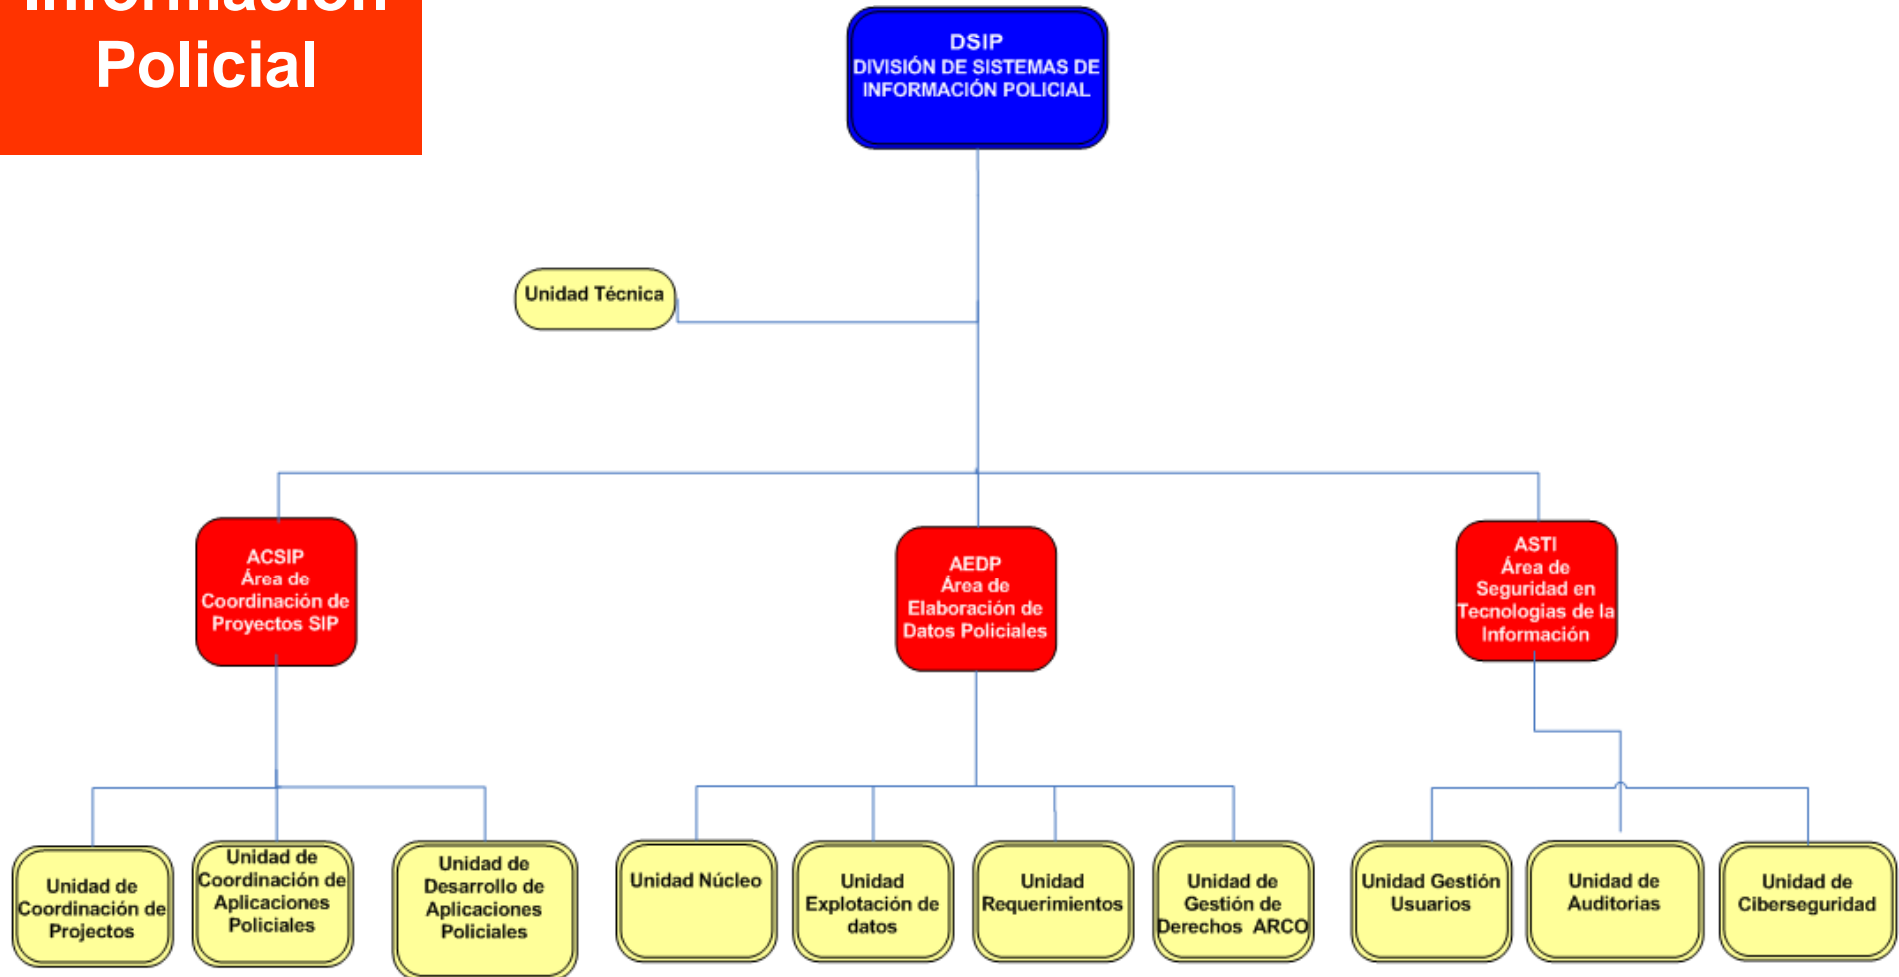 Información
Policial
DSIP
DIVISIÓN DE SISTEMAS DE
INFORMACIÓN POLICIAL
Unidad Técnica
ACSIP
Área de
Coordinación de
Proyectos SIP
AEDP
Área de
Elaboración de
Datos Policiales
ASTI
Área de
Seguridad en
Tecnologias de la
Información
Unidad de
Coordinación de
Projectos
Unidad de
Coordinación de
Aplicaciones
Policiales
Unidad de
Desarrollo de
Aplicaciones
Policiales
Unidad Núcleo
Unidad
Explotación de
datos
Unidad
Requerimientos
Unidad de
Gestión de
Derechos ARCO
Unidad Gestión
Usuarios
Unidad de
Auditorias
Unidad de
Ciberseguridad